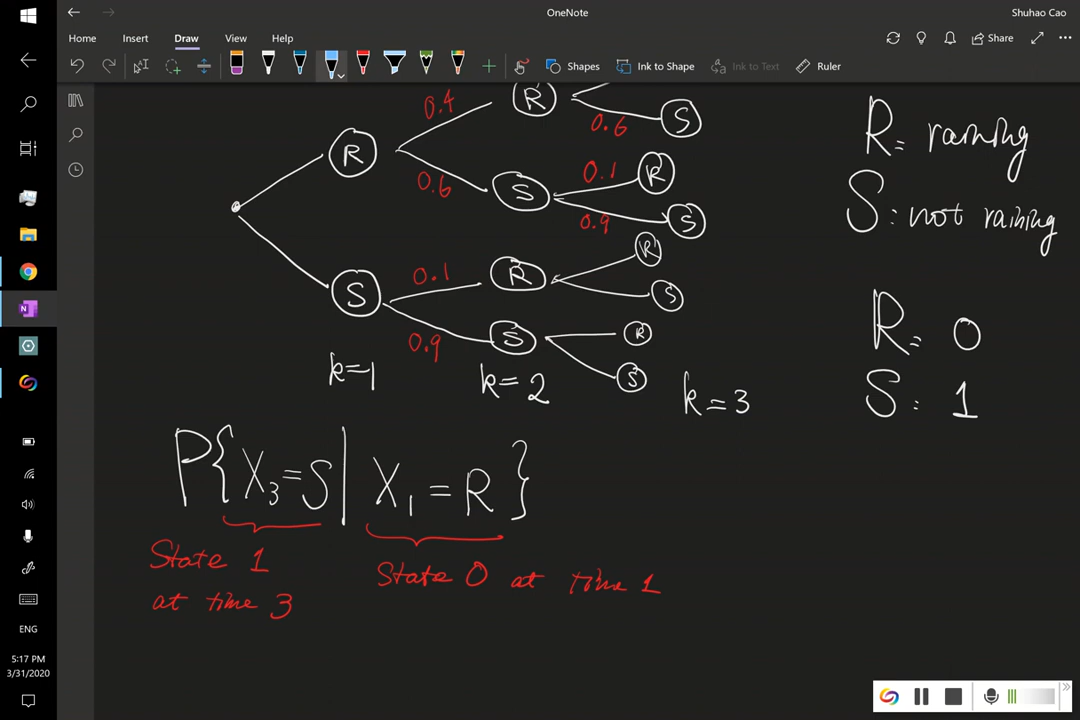 OneNote
Shuhao Cao
Home Insert Draw View Help
Share
Shapes Ink to Shape Ink to Text Ruler
0.4 R
0.6 S
R
0.6 S
0.1 R
0.9 S
S
0.1 R
0.9 S
R
S
R
S
k=1
k=2
k=3
R= raining
S: not raining
R= 0
S: 1
P{X₃=S|X₁=R}
State 1
at time 3
State 0 at time 1
ENG
5:17 PM
3/31/2020